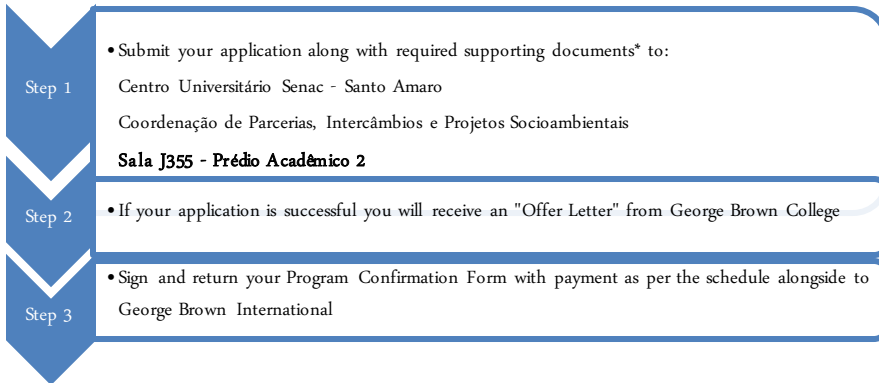 Step 1
• Submit your application along with required supporting documents* to:
Centro Universitário Senac - Santo Amaro
Coordenação de Parcerias, Intercâmbios e Projetos Socioambientais
Sala J355 - Prédio Acadêmico 2
Step 2
• If your application is successful you will receive an "Offer Letter" from George Brown College
Step 3
• Sign and return your Program Confirmation Form with payment as per the schedule alongside to
George Brown International